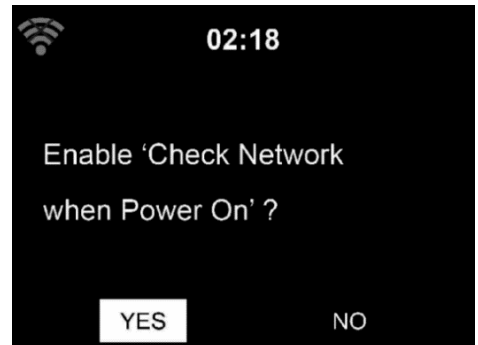 02:18
Enable ‘Check Network
when Power On’ ?
YES NO